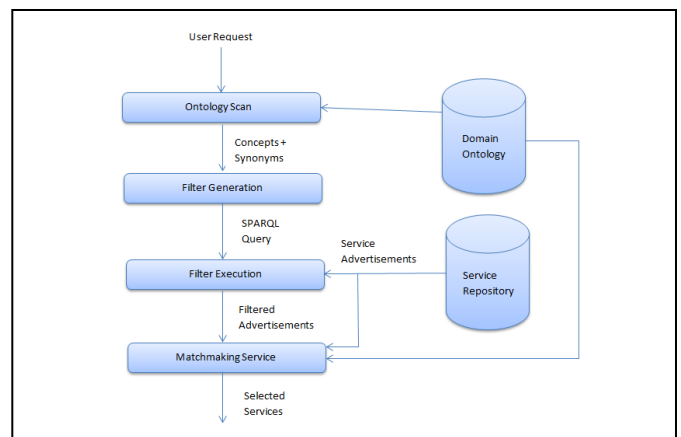 User Request
Ontology Scan
Concepts +
Synonyms
Domain
Ontology
Filter Generation
SPARQL
Query
Service
Advertisements
Filter Execution
Service
Repository
Filtered
Advertisements
Matchmaking Service
Selected
Services